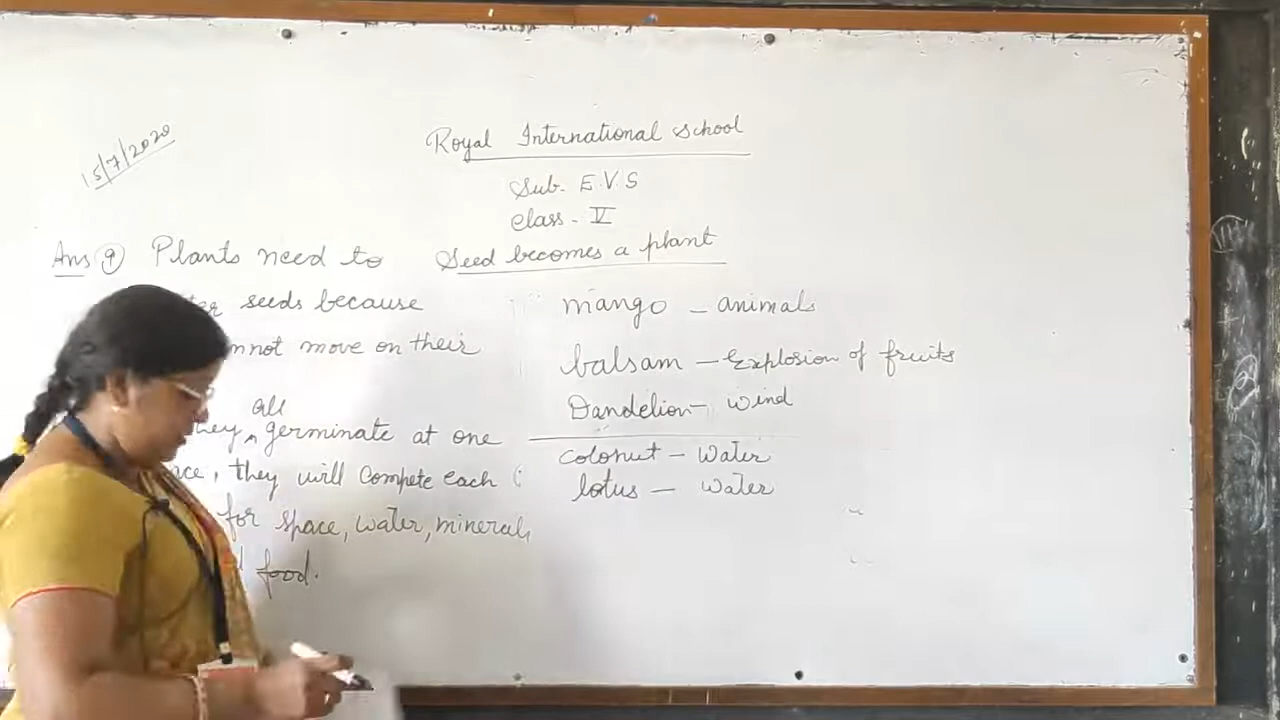 15/7/2020
Royal International School
Sub- E.V.S
Class - V
Ans 9 Plants need to
Seed becomes a plant
seeds because
not move on their
all
they ^ germinate at one
ace, they will compete each
for space, water, minerals
food.
mango - animals
balsam - Explosion of fruits
Dandelion - wind
coconut - Water
lotus - Water